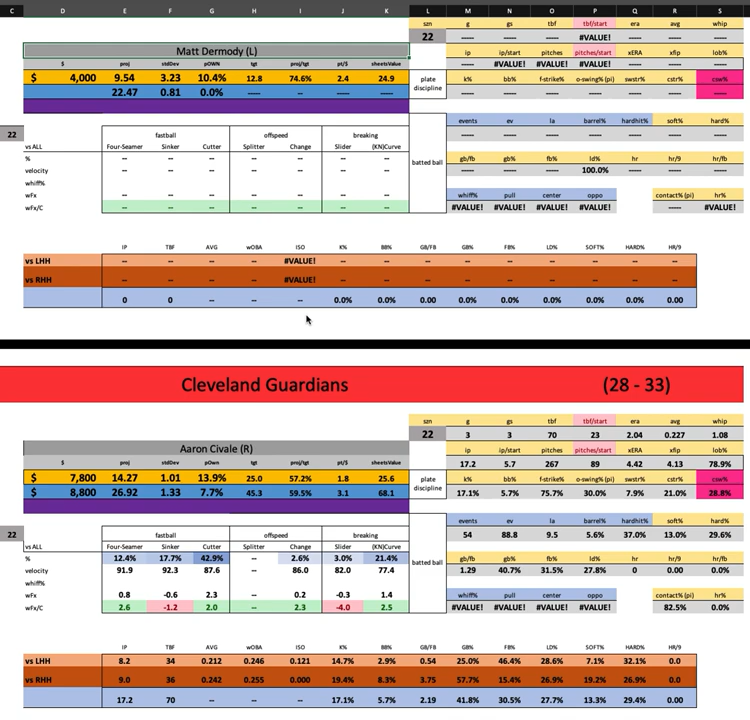 C D E F G H I J K L M N O P Q R S
szn g gs tbf tbf/start era avg whip
22 ----- ----- ----- #VALUE! ----- ----- -----
Matt Dermody (L) ip ip/start pitches pitches/start xERA xfip lob%
$ proj stdDev pOWN tgt proj/tgt pt/$ sheetsValue ----- #VALUE! #VALUE! #VALUE! ----- ----- -----
$ 4,000 9.54 3.23 10.4% 12.8 74.6% 2.4 24.9 plate discipline k% bb% f-strike% o-swing% (pi) swstr% cstr% csw%
22.47 0.81 0.0% ----- ----- ----- ----- ----- ----- ----- ----- ----- ----- -----
events ev la barrel% hardhit% soft% hard%
22 fastball offspeed breaking ----- ----- ----- ----- ----- ----- -----
vs ALL Four-Seamer Sinker Cutter Splitter Change Slider (KN)Curve
% -- -- -- -- -- -- -- batted ball gb/fb gb% fb% ld% hr hr/9 hr/fb
velocity -- -- -- -- -- -- -- ----- ----- ----- 100.0% ----- ----- -----
whiff%
wFx -- -- -- -- -- -- -- whiff% pull center oppo contact% (pi) hr%
wFx/C -- -- -- -- -- -- -- #VALUE! #VALUE! #VALUE! #VALUE! ----- #VALUE!
IP TBF AVG wOBA ISO K% BB% GB/FB GB% FB% LD% SOFT% HARD% HR/9
vs LHH -- -- -- -- #VALUE! -- -- -- -- -- -- -- -- --
vs RHH -- -- -- -- #VALUE! -- -- -- -- -- -- -- -- --
0 0 -- -- -- 0.0% 0.0% 0.00 0.0% 0.0% 0.0% 0.0% 0.0% 0.00
Cleveland Guardians (28 - 33)
szn g gs tbf tbf/start era avg whip
22 3 3 70 23 2.04 0.227 1.08
Aaron Civale (R) ip ip/start pitches pitches/start xERA xfip lob%
$ proj stdDev pOwn tgt proj/tgt pt/$ sheetsValue 17.2 5.7 267 89 4.42 4.13 78.9%
$ 7,800 14.27 1.01 13.9% 25.0 57.2% 1.8 25.6 plate discipline k% bb% f-strike% o-swing% (pi) swstr% cstr% csw%
$ 8,800 26.92 1.33 7.7% 45.3 59.5% 3.1 68.1 17.1% 5.7% 75.7% 30.0% 7.9% 21.0% 28.8%
events ev la barrel% hardhit% soft% hard%
22 fastball offspeed breaking 54 88.8 9.5 5.6% 37.0% 13.0% 29.6%
vs ALL Four-Seamer Sinker Cutter Splitter Change Slider (KN)Curve
% 12.4% 17.7% 42.9% -- 2.6% 3.0% 21.4% batted ball gb/fb gb% fb% ld% hr hr/9 hr/fb
velocity 91.9 92.3 87.6 -- 86.0 82.0 77.4 1.29 40.7% 31.5% 27.8% 0 0.00 0.0%
whiff%
wFx 0.8 -0.6 2.3 -- 0.2 -0.3 1.4 whiff% pull center oppo contact% (pi) hr%
wFx/C 2.6 -1.2 2.0 -- 2.3 -4.0 2.5 #VALUE! #VALUE! #VALUE! #VALUE! 82.5% 0.0%
IP TBF AVG wOBA ISO K% BB% GB/FB GB% FB% LD% SOFT% HARD% HR/9
vs LHH 8.2 34 0.212 0.246 0.121 14.7% 2.9% 0.54 25.0% 46.4% 28.6% 7.1% 32.1% 0.0
vs RHH 9.0 36 0.242 0.255 0.000 19.4% 8.3% 3.75 57.7% 15.4% 26.9% 19.2% 26.9% 0.0
17.2 70 -- -- -- 17.1% 5.7% 2.19 41.8% 30.5% 27.7% 13.3% 29.4% 0.00